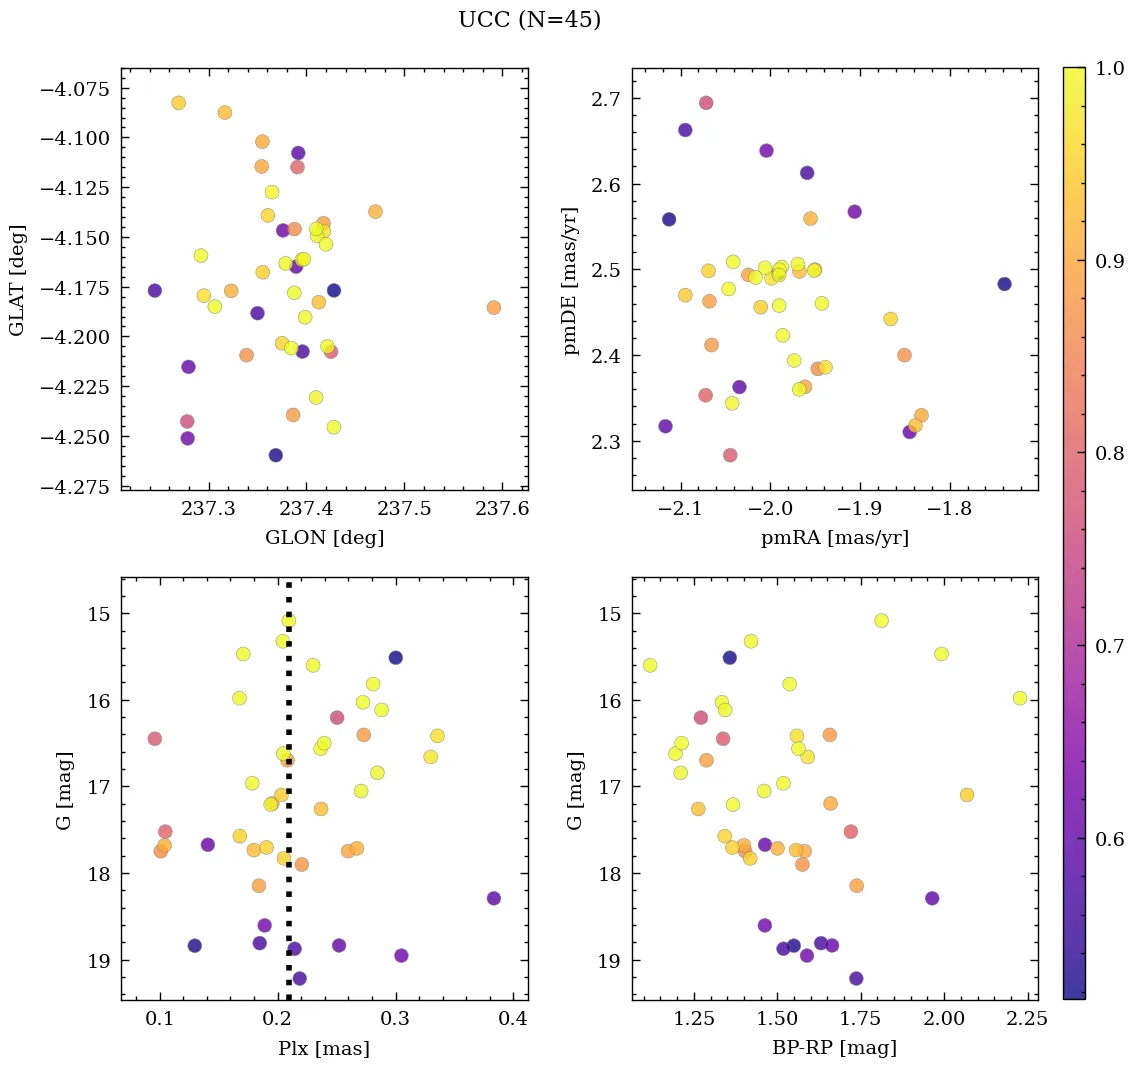 UCC (N=45)
−4.075
−4.100
−4.125
−4.150
−4.175
−4.200
−4.225
−4.250
−4.275
GLAT [deg]
237.3 237.4 237.5 237.6
GLON [deg]
2.7
2.6
2.5
2.4
2.3
pmDE [mas/yr]
−2.1 −2.0 −1.9 −1.8
pmRA [mas/yr]
1.0
0.9
0.8
0.7
0.6
15
16
17
18
19
G [mag]
0.1 0.2 0.3 0.4
Plx [mas]
15
16
17
18
19
G [mag]
1.25 1.50 1.75 2.00 2.25
BP-RP [mag]